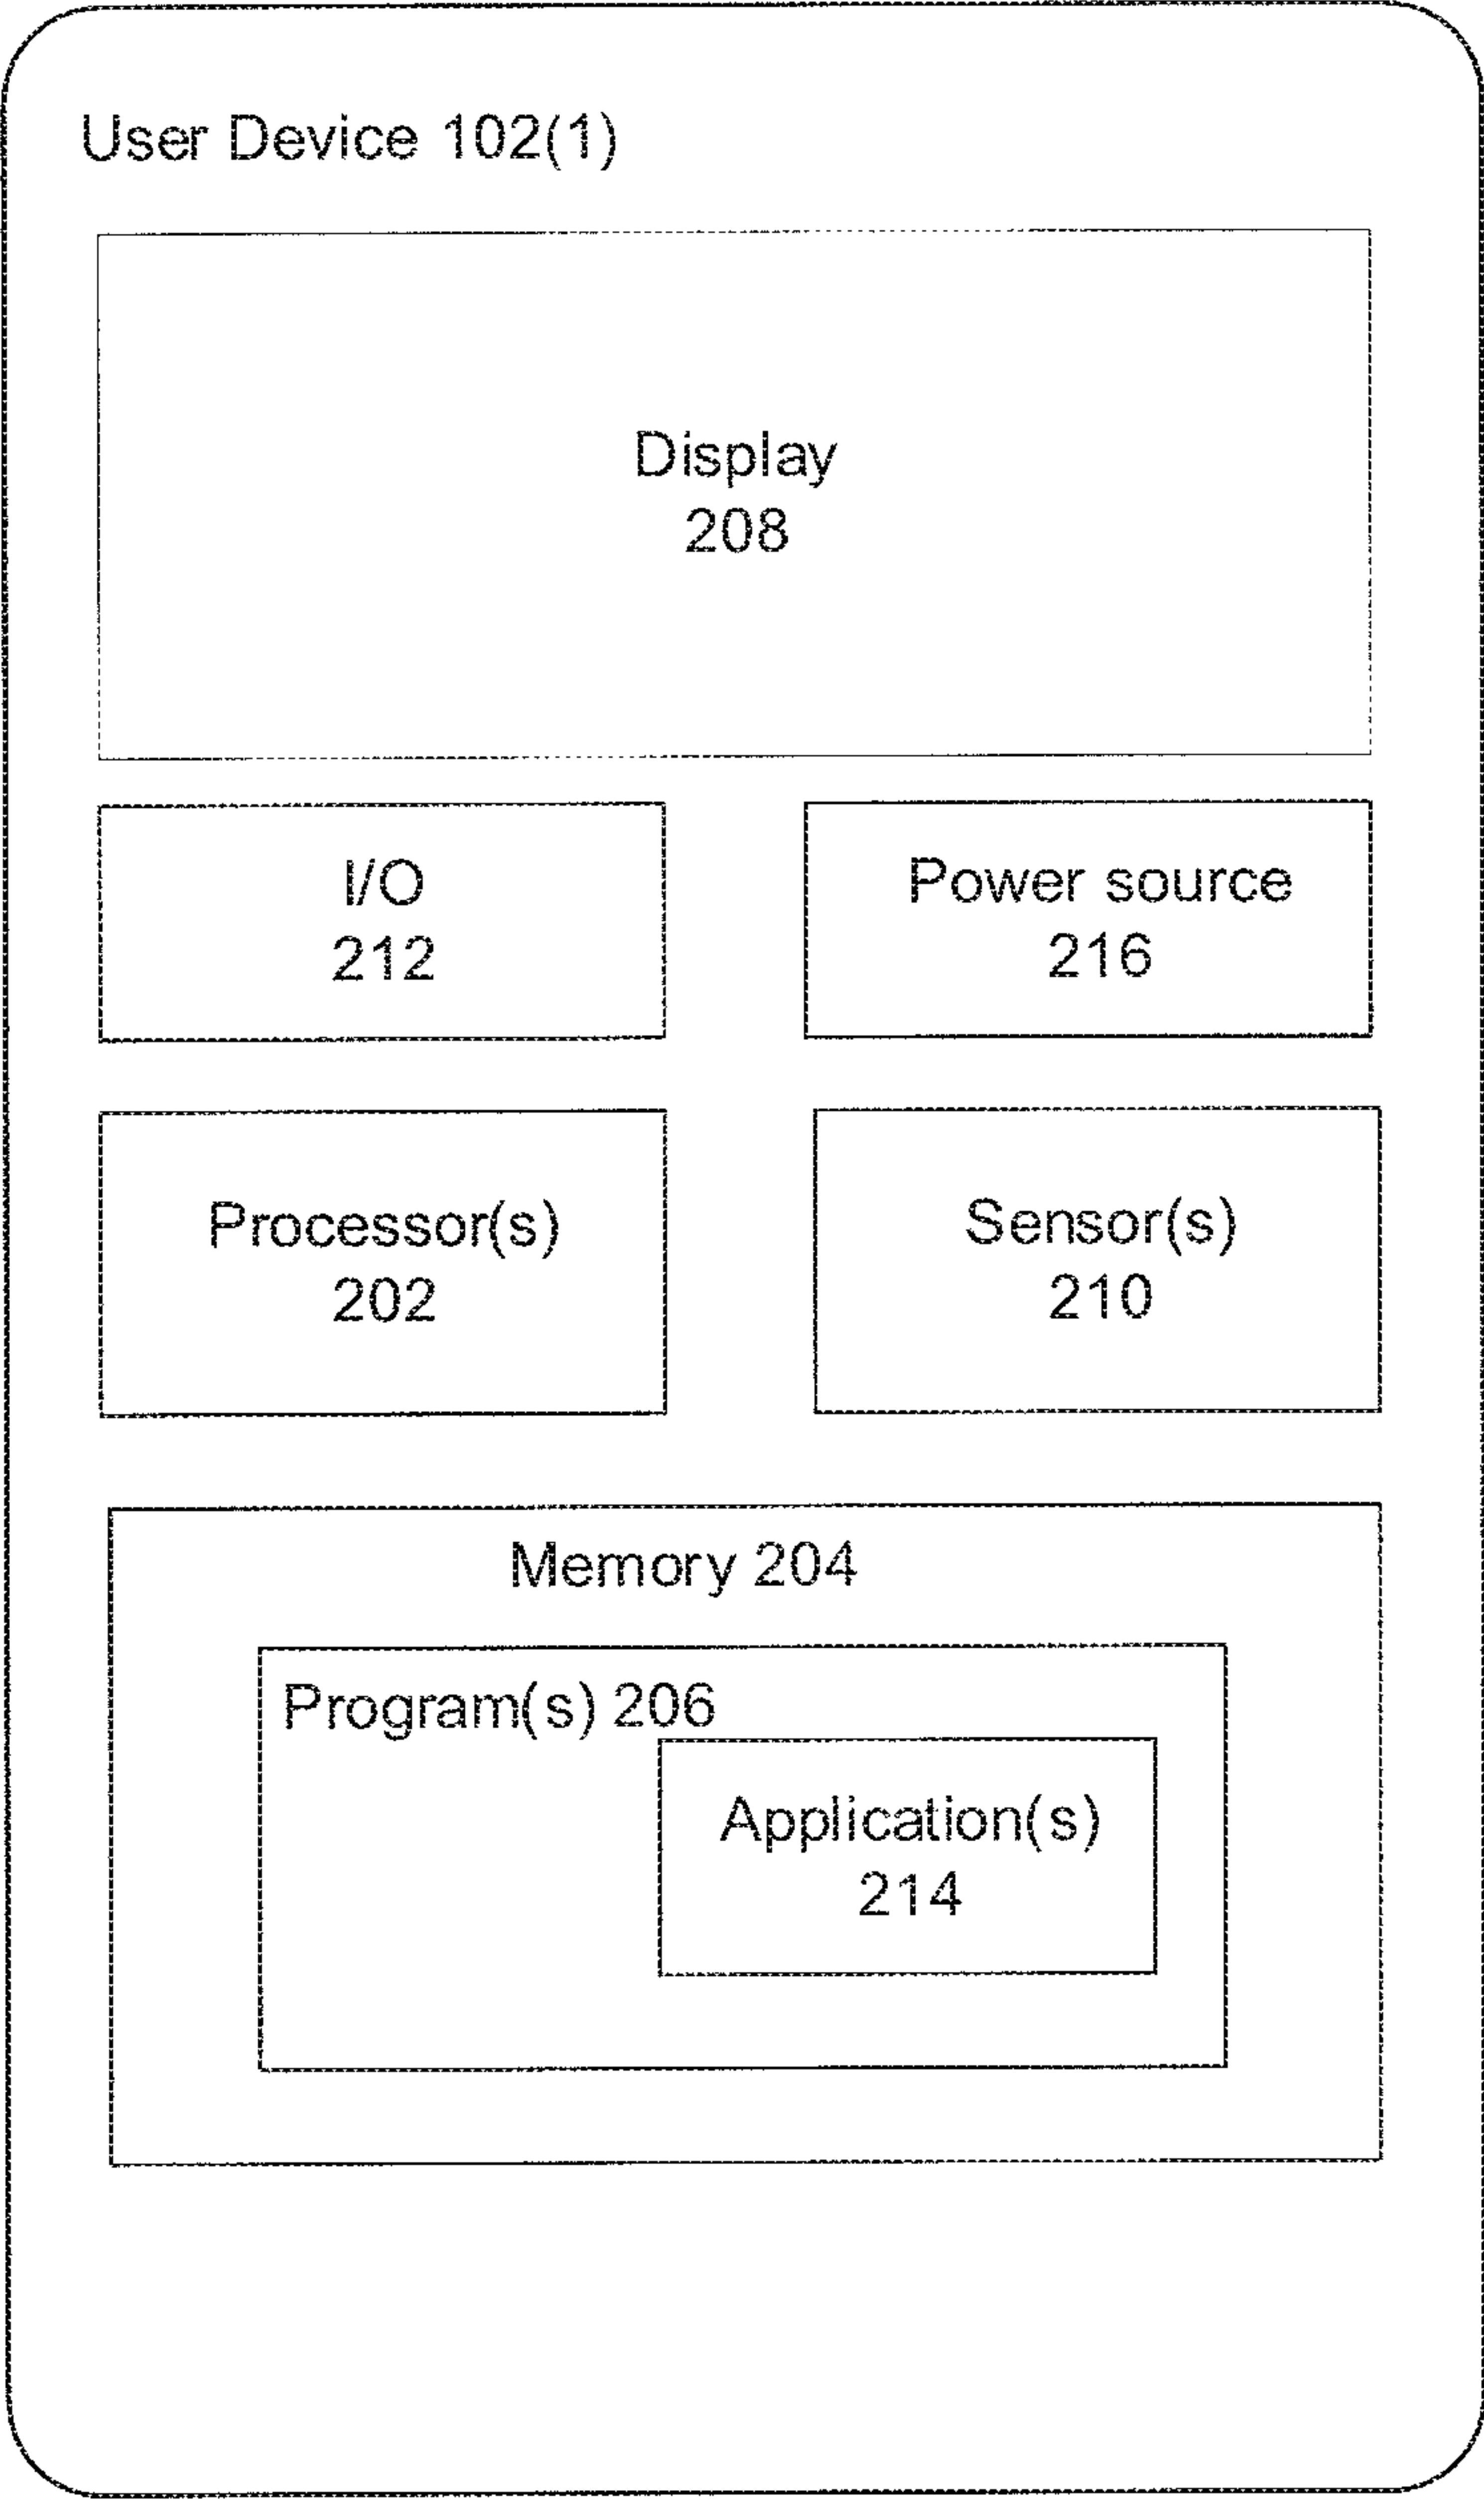 User Device 102(1)
Display
208
I/O
212
Power source
216
Processor(s)
202
Sensor(s)
210
Memory 204
Program(s) 206
Application(s)
214